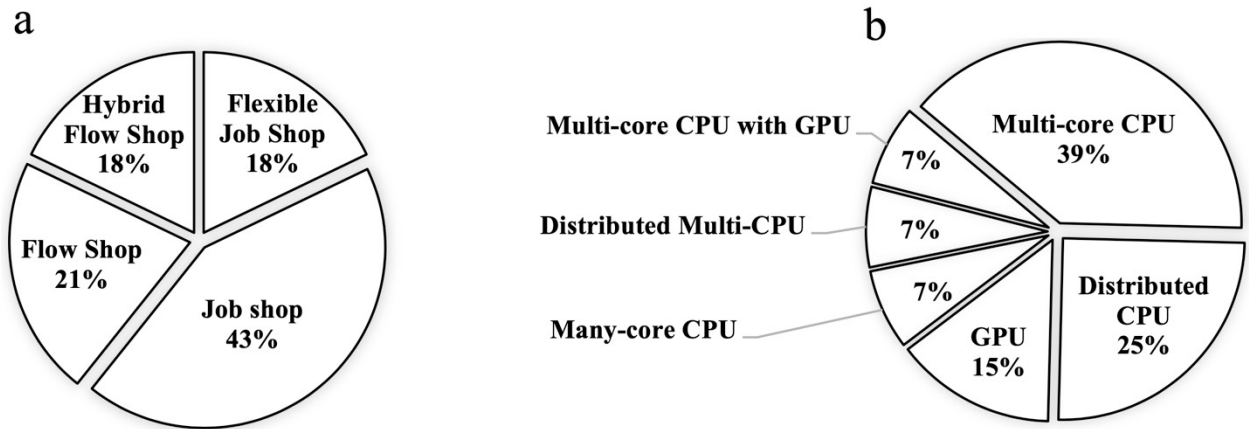 a
Hybrid
Flow Shop
18%
Flexible
Job Shop
18%
Flow Shop
21%
Job shop
43%
b
Multi-core CPU with GPU
7%
Multi-core CPU
39%
Distributed Multi-CPU
7%
Many-core CPU
7%
GPU
15%
Distributed
CPU
25%